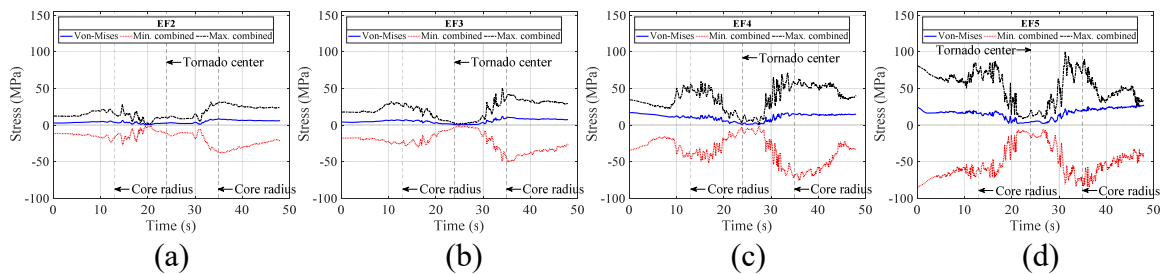 EF2
Von-Mises Min. combined Max. combined
Tornado center
Core radius Core radius
Stress (MPa)
150
100
50
0
-50
-100
0 10 20 30 40 50
Time (s)
(a)
EF3
Von-Mises Min. combined Max. combined
Tornado center
Core radius Core radius
Stress (MPa)
150
100
50
0
-50
-100
0 10 20 30 40 50
Time (s)
(b)
EF4
Von-Mises Min. combined Max. combined
Tornado center
Core radius Core radius
Stress (MPa)
150
100
50
0
-50
-100
0 10 20 30 40 50
Time (s)
(c)
EF5
Von-Mises Min. combined Max. combined
Tornado center
Core radius Core radius
Stress (MPa)
150
100
50
0
-50
-100
0 10 20 30 40 50
Time (s)
(d)